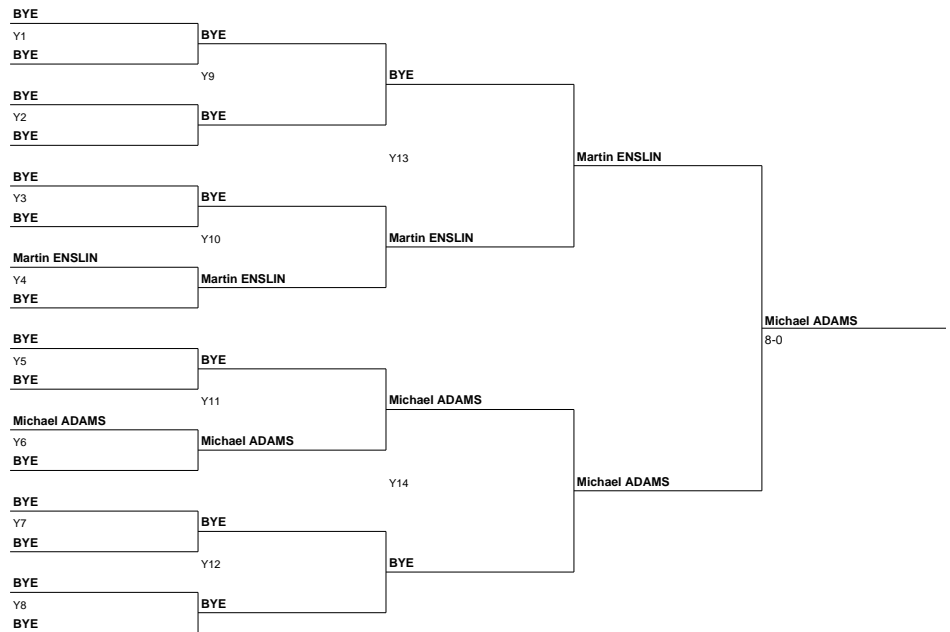 BYE
Y1
BYE
BYE
Y9
BYE
BYE
Y2
BYE
BYE
Y13
Martin ENSLIN
BYE
Y3
BYE
BYE
Y10
Martin ENSLIN
Martin ENSLIN
Y4
Martin ENSLIN
BYE
Michael ADAMS
8-0
BYE
Y5
BYE
BYE
Y11
Michael ADAMS
Michael ADAMS
Y6
Michael ADAMS
BYE
Y14
Michael ADAMS
BYE
Y7
BYE
BYE
Y12
BYE
BYE
Y8
BYE
BYE